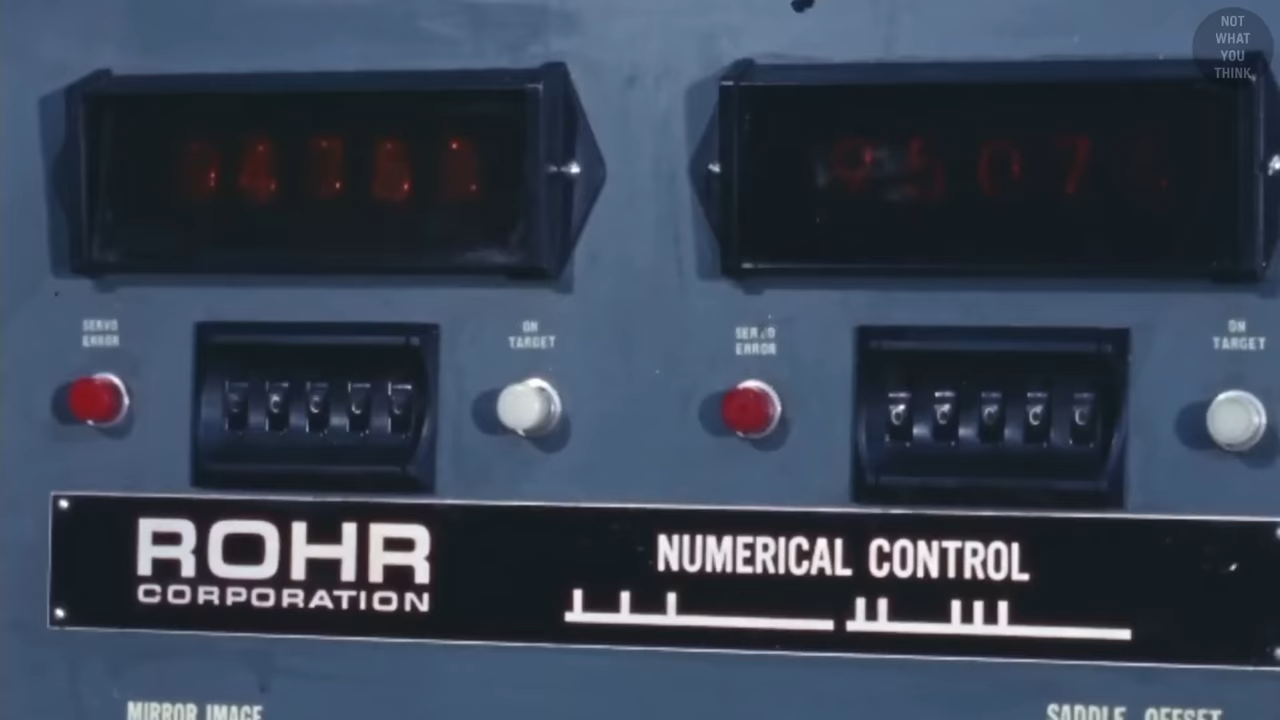 NOT
WHAT
YOU
THINK
95075
SERVO
ERROR
ON
TARGET
SERVO
ERROR
ON
TARGET
ROHR
CORPORATION
NUMERICAL CONTROL
MIRROR IMAGE
SADDLE OFFSET